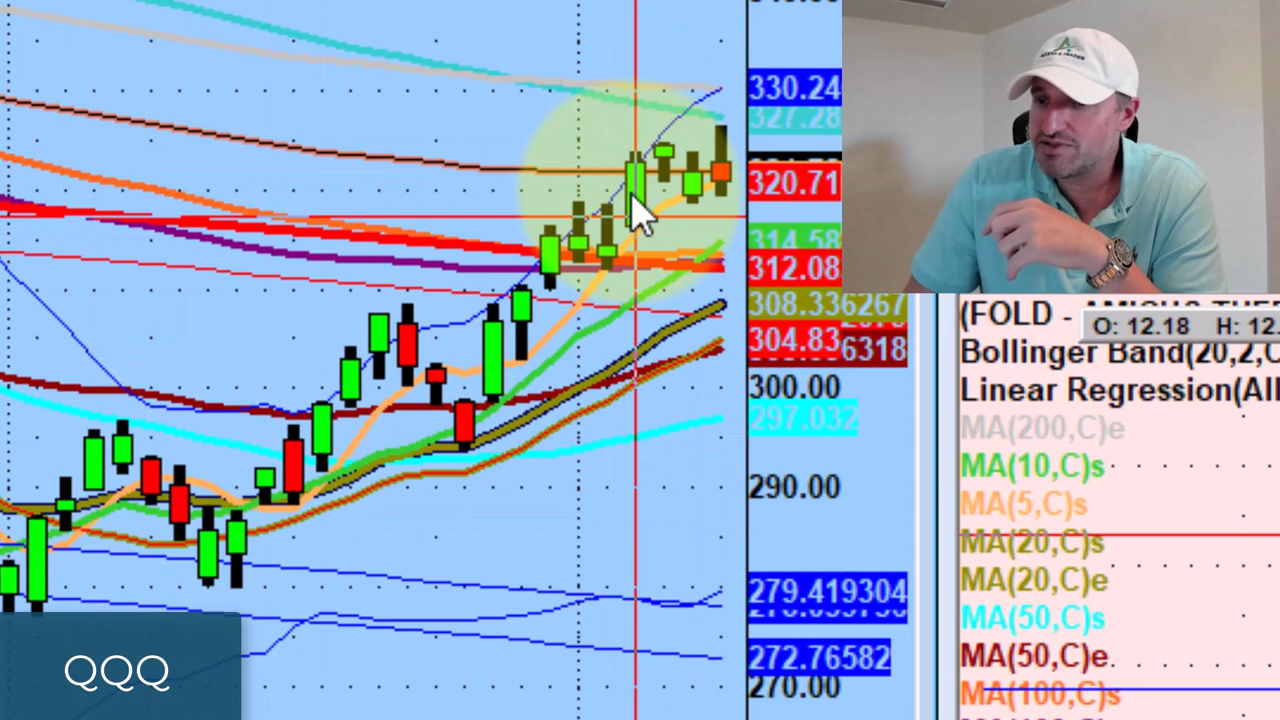 330.24
327.28
320.71
314.58
312.08
308.336267
304.83
6318
300.00
297.032
290.00
279.419304
272.76582
270.00
(FOLD -
O: 12.18 H: 12.
Bollinger Band(20,2,C
Linear Regression(All
MA(200,C)e
MA(10,C)s
MA(5,C)s
MA(20,C)s
MA(20,C)e
MA(50,C)s
MA(50,C)e
MA(100,C)s
QQQ